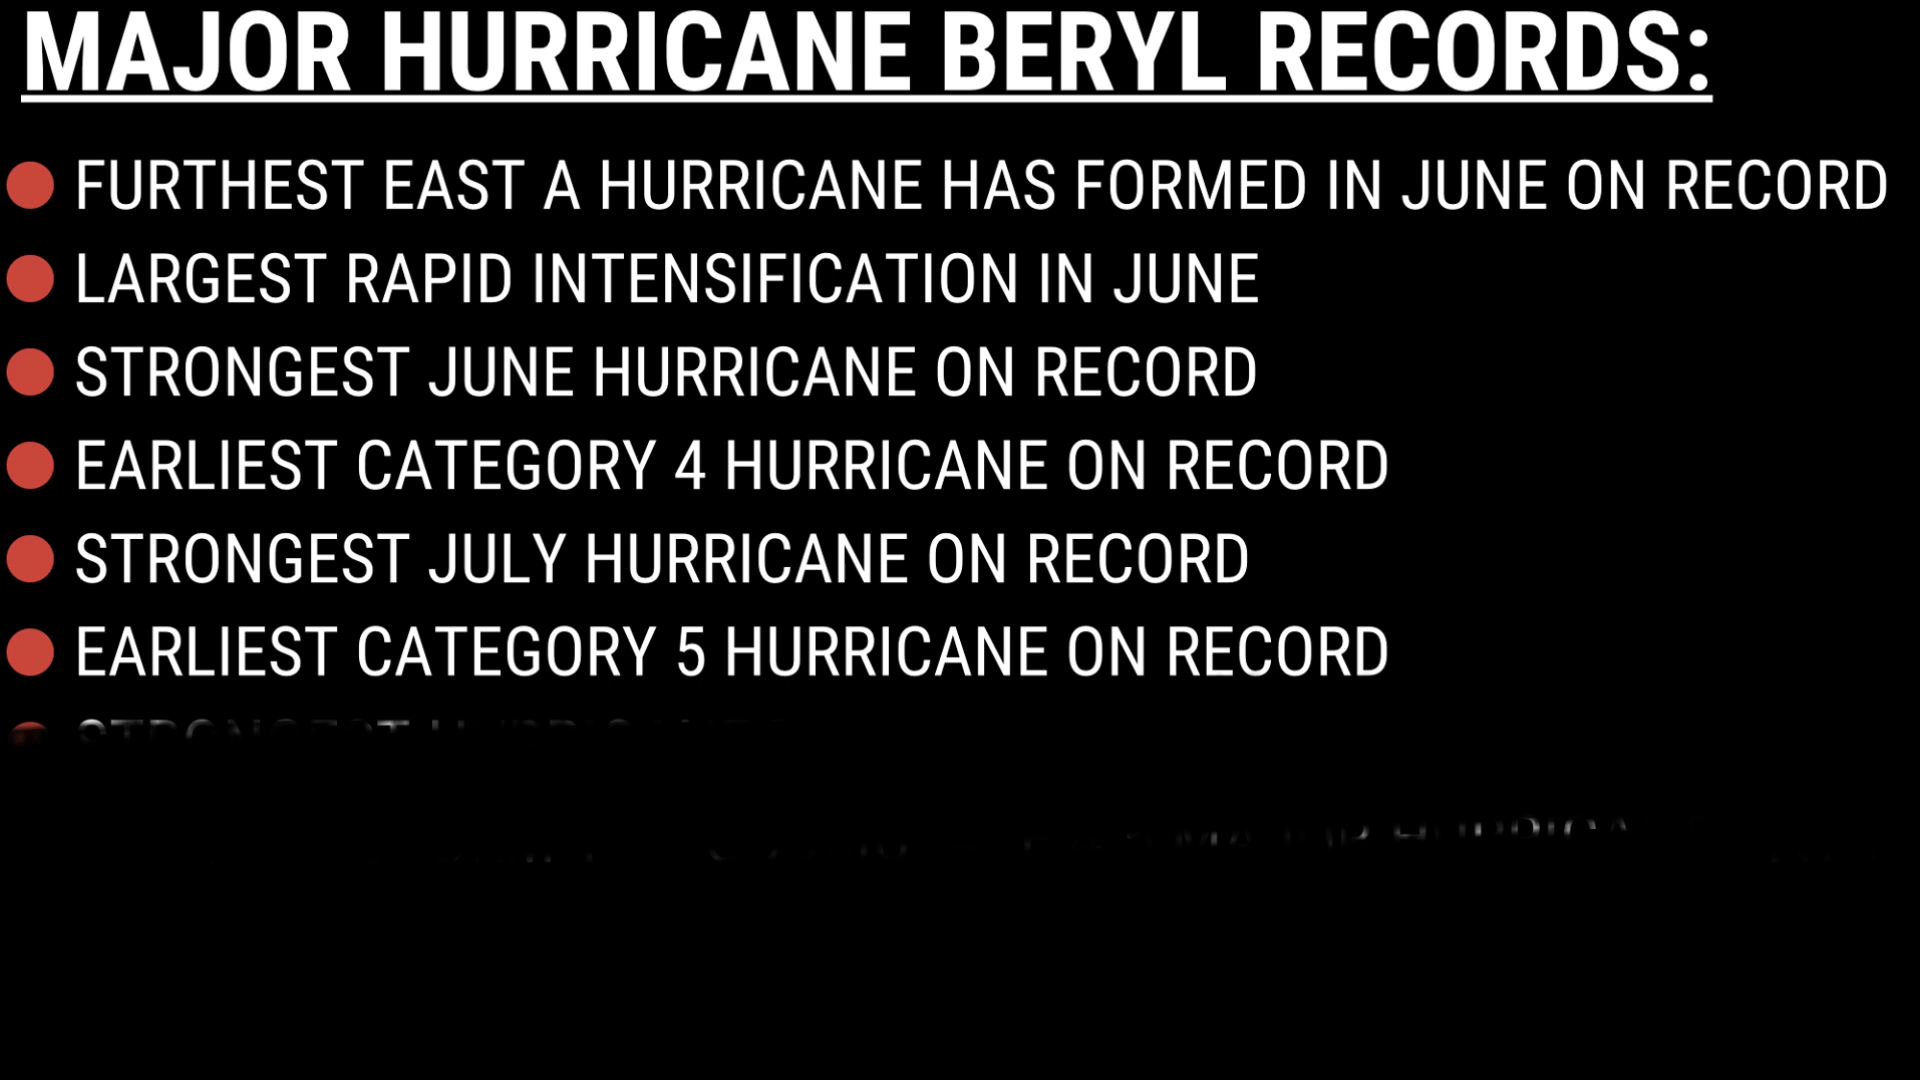 MAJOR HURRICANE BERYL RECORDS:
FURTHEST EAST A HURRICANE HAS FORMED IN JUNE ON RECORD
LARGEST RAPID INTENSIFICATION IN JUNE
STRONGEST JUNE HURRICANE ON RECORD
EARLIEST CATEGORY 4 HURRICANE ON RECORD
STRONGEST JULY HURRICANE ON RECORD
EARLIEST CATEGORY 5 HURRICANE ON RECORD
STRONGEST